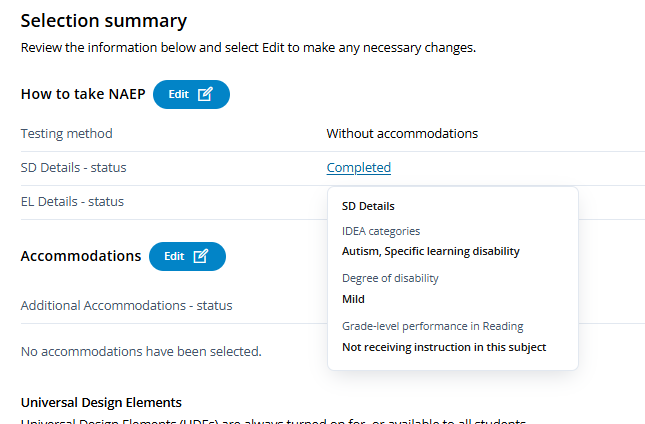 Selection summary
Review the information below and select Edit to make any necessary changes.
How to take NAEP Edit
Testing method Without accommodations
SD Details - status Completed
EL Details - status
SD Details
IDEA categories
Autism, Specific learning disability
Degree of disability
Mild
Grade-level performance in Reading
Not receiving instruction in this subject
Accommodations Edit
Additional Accommodations - status
No accommodations have been selected.
Universal Design Elements
Universal Design Elements (UDEs) are always turned on for, or available to all students